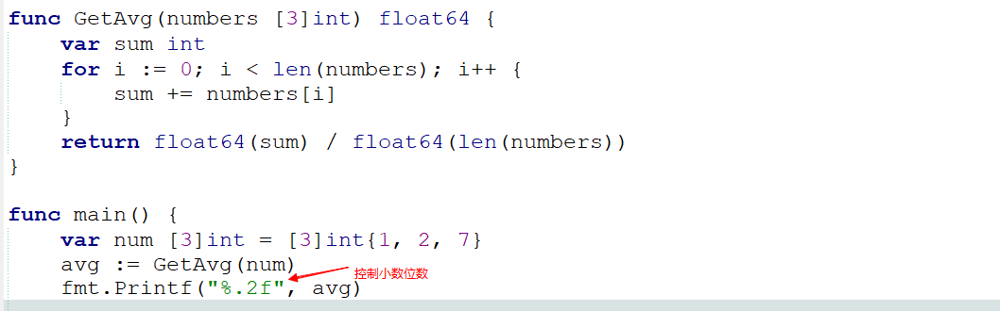 func GetAvg(numbers [3]int) float64 {
    var sum int
    for i := 0; i < len(numbers); i++ {
        sum += numbers[i]
    }
    return float64(sum) / float64(len(numbers))
}
func main() {
    var num [3]int = [3]int{1, 2, 7}
    avg := GetAvg(num)
    fmt.Printf("%.2f", avg)
控制小数位数